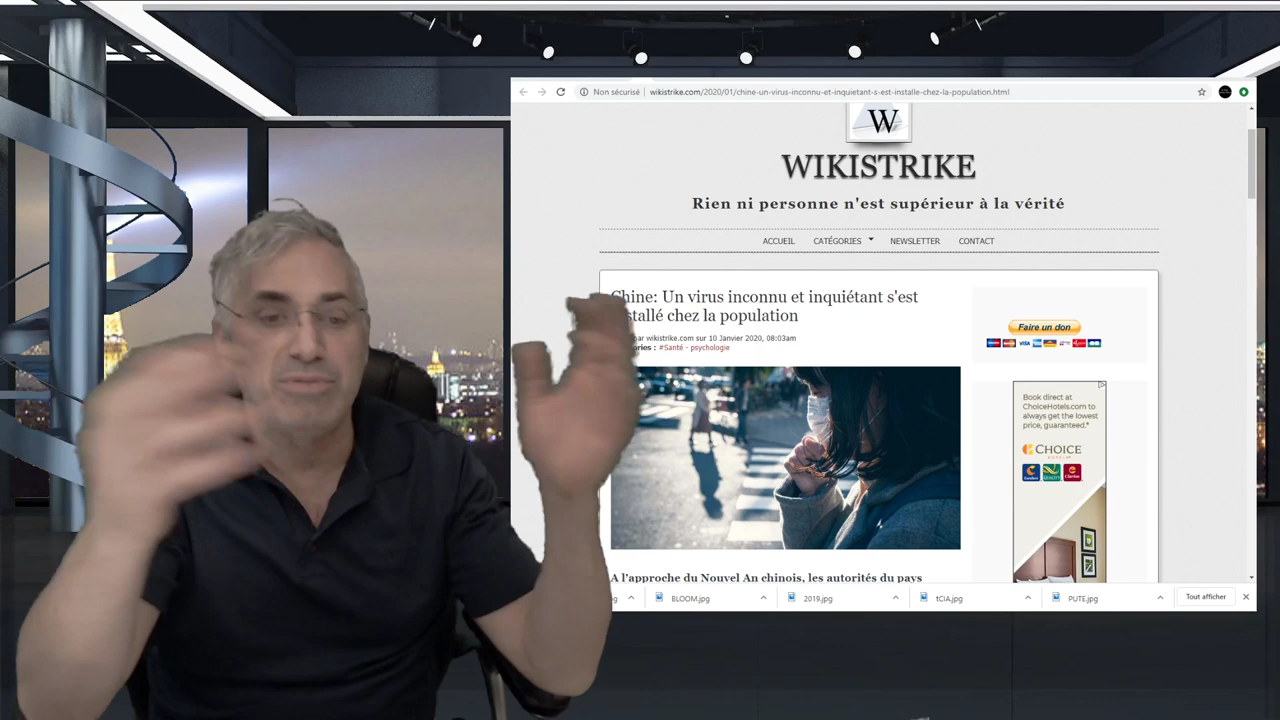 Non sécurisé
wikistrike.com/2020/01/chine-un-virus-inconnu-et-inquietant-s-est-installe-chez-la-population.html
W
WIKISTRIKE
Rien ni personne n'est supérieur à la vérité
ACCUEIL CATÉGORIES NEWSLETTER CONTACT
Chine: Un virus inconnu et inquiétant s'est
chez la population
par wikistrike.com sur 10 Janvier 2020, 08:03am
: #Santé - psychologie
A l'approche du Nouvel An chinois, les autorités du pays
Faire un don
Book direct at
ChoiceHotels.com to
always get the lowest
price, guaranteed.*
CHOICE
BLOOM.jpg 2019.jpg tCIA.jpg PUTE.jpg Tout afficher